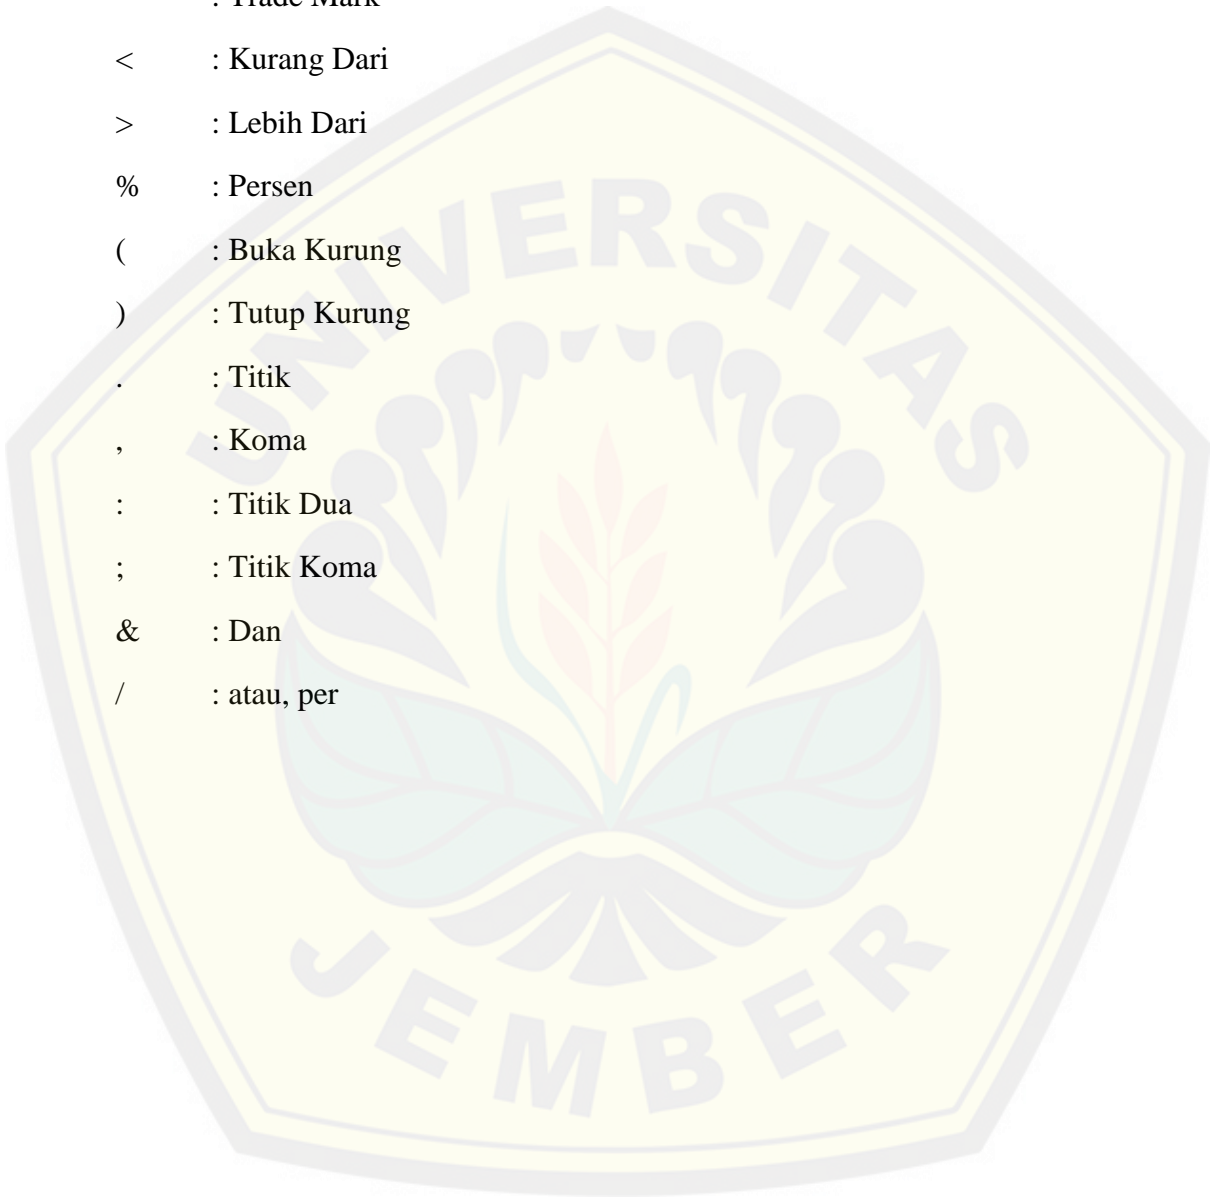 : Trade Mark
< : Kurang Dari
> : Lebih Dari
% : Persen
( : Buka Kurung
) : Tutup Kurung
. : Titik
, : Koma
: : Titik Dua
; : Titik Koma
& : Dan
/ : atau, per
UNIVERSITAS
JEMBER